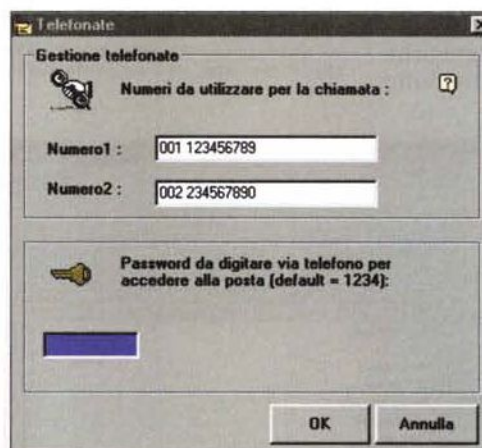 Telefonate
Gestione telefonate
Numeri da utilizzare per la chiamata :
?
Numero1 :
001 123456789
Numero2 :
002 234567890
Password da digitare via telefono per
accedere alla posta (default = 1234):
OK
Annulla